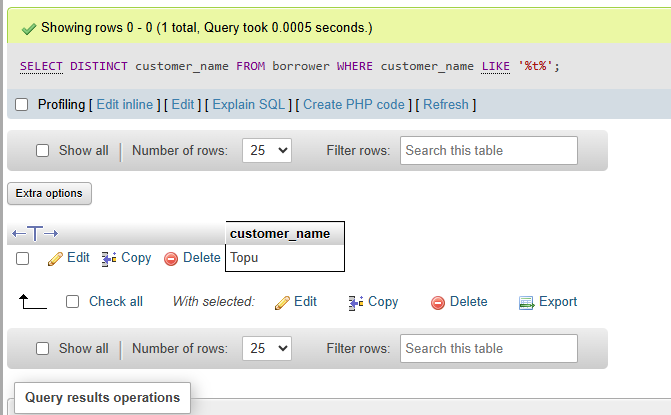 Showing rows 0 - 0 (1 total, Query took 0.0005 seconds.)
SELECT DISTINCT customer_name FROM borrower WHERE customer_name LIKE '%t%';
Profiling [ Edit inline ] [ Edit ] [ Explain SQL ] [ Create PHP code ] [ Refresh ]
Show all Number of rows: 25 Filter rows: Search this table
Extra options
←T→ customer_name
Edit Copy Delete Topu
Check all With selected: Edit Copy Delete Export
Show all Number of rows: 25 Filter rows: Search this table
Query results operations